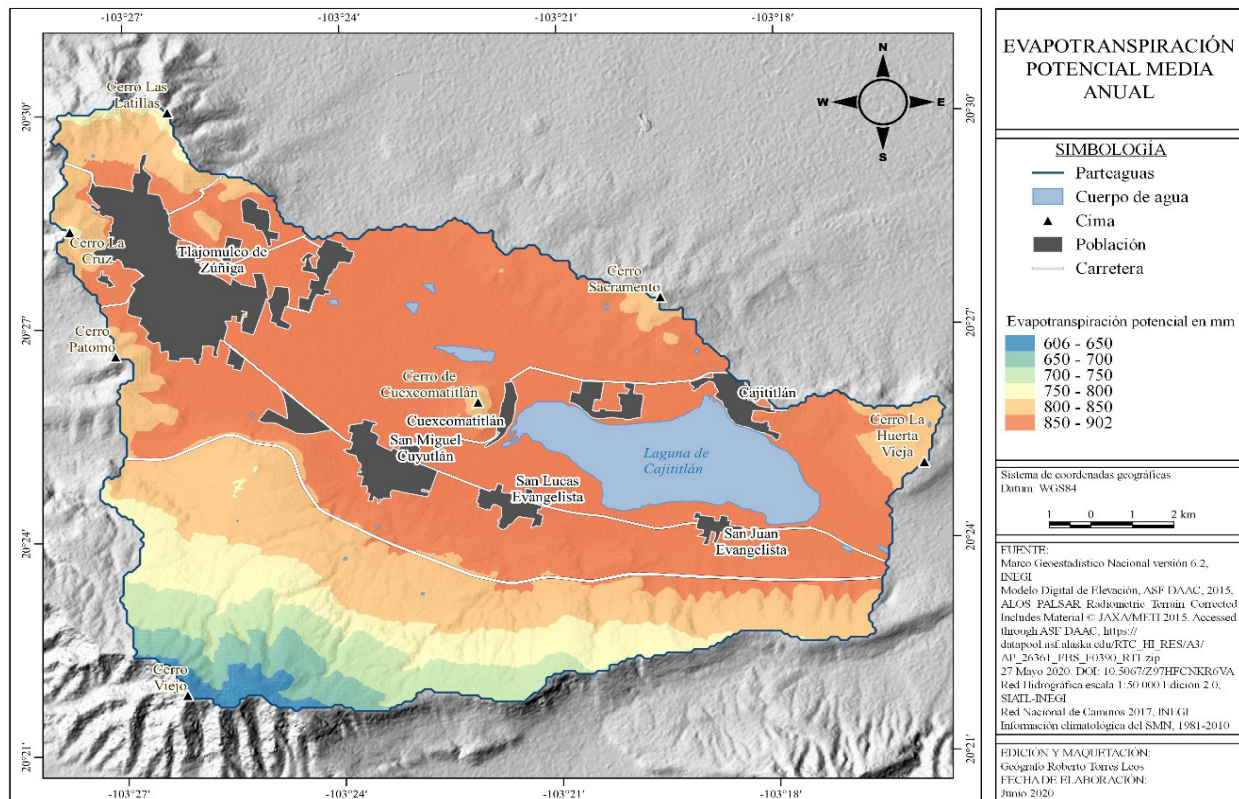 -103°27'
-103°24'
-103°21'
-103°18'
20°30'
20°27'
20°24'
20°21'
20°30'
20°27'
20°24'
20°21'
-103°27'
-103°24'
-103°21'
-103°18'
N
W
E
S
Cerro Las
Latillas
Cerro La
Cruz
Tlajomulco de
Zúñiga
Cerro
Sacramento
Cerro
Patomo
Cerro de
Cuexcomatitlán
Cuexcomatitlán
Cajititlán
Cerro La
Huerta
Vieja
San Miguel
Cuyutlán
Laguna de
Cajititlán
San Lucas
Evangelista
San Juan
Evangelista
Cerro
Viejo
EVAPOTRANSPIRACIÓN
POTENCIAL MEDIA
ANUAL
SIMBOLOGÍA
Parteaguas
Cuerpo de agua
Cima
Población
Carretera
Evapotranspiración potencial en mm
606 - 650
650 - 700
700 - 750
750 - 800
800 - 850
850 - 902
Sistema de coordenadas geográficas
Datum: WGS84
1 0 1 2 km
FUENTE:
Marco Geoestadístico Nacional versión 6.2,
INEGI
Modelo Digital de Elevación, ASF DAAC, 2015,
ALOS PALSAR Radiometric Terrain Corrected
Includes Material © JAXA/METI 2015. Accessed
through ASF DAAC, https://
datapool.asf.alaska.edu/RTC_HI_RES/A3/
27 Mayo 2020. DOI: 10.5067/Z97HFCNKR6VA
Red Hidrográfica escala 1:50 000 Edición 2.0,
SIATL-INEGI
Red Nacional de Caminos 2017, INEGI
Información climatológica del SMN, 1981-2010
EDICIÓN Y MAQUETACIÓN:
Geógrafo Roberto Torres Leos
FECHA DE ELABORACIÓN:
Junio 2020